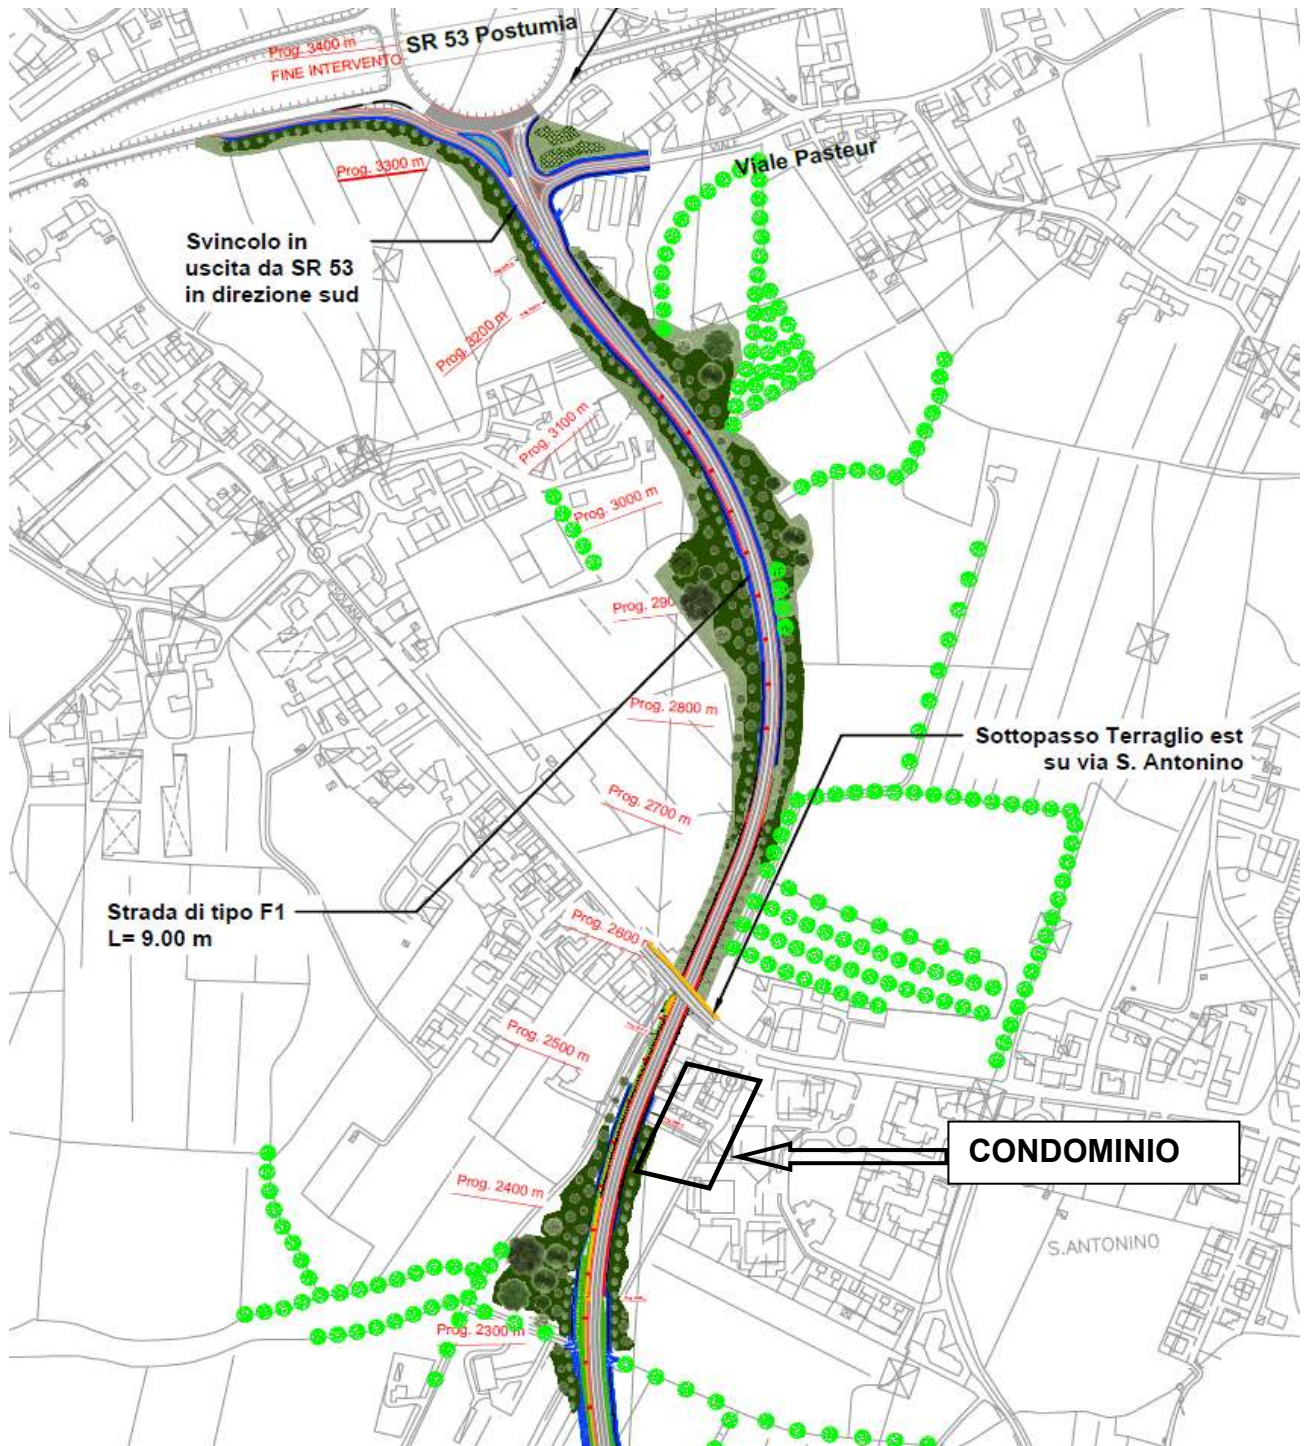 SR 53 Postumia
Prog. 3400 m
FINE INTERVENTO
VIALE
Viale Pasteur
Prog. 3300 m
Svincolo in
uscita da SR 53
in direzione sud
S.P.
N. 67
Prog. 3200 m
Prog. 3100 m
Prog. 3000 m
Prog. 290
Prog. 2800 m
Sottopasso Terraglio est
su via S. Antonino
Prog. 2700 m
Strada di tipo F1
L= 9.00 m
Prog. 2600 m
Prog. 2500 m
CONDOMINIO
Prog. 2400 m
S.ANTONINO
Prog. 2300 m